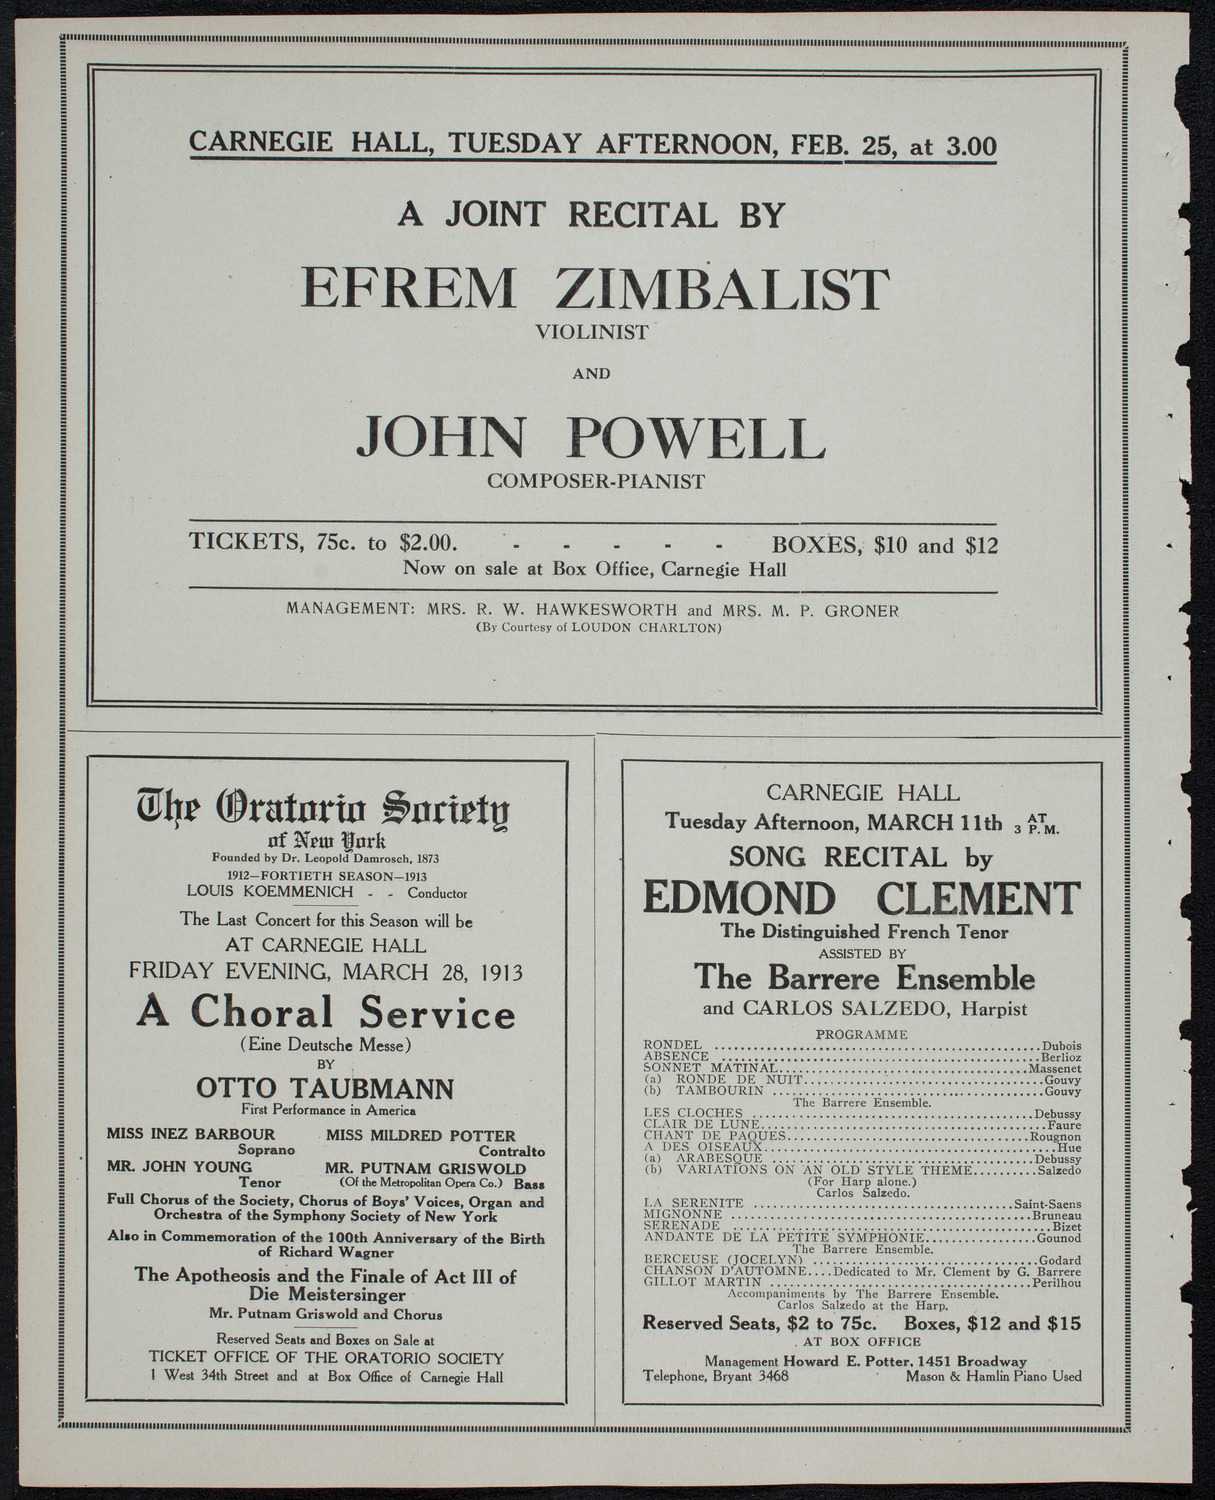 CARNEGIE HALL, TUESDAY AFTERNOON, FEB. 25, at 3.00
A JOINT RECITAL BY
EFREM ZIMBALIST
VIOLINIST
AND
JOHN POWELL
COMPOSER-PIANIST
TICKETS, 75c. to $2.00. - - - - - BOXES, $10 and $12
Now on sale at Box Office, Carnegie Hall
MANAGEMENT: MRS. R. W. HAWKESWORTH and MRS. M. P. GRONER
(By Courtesy of LOUDON CHARLTON)
The Oratorio Society
of New York
Founded by Dr. Leopold Damrosch, 1873
1912—FORTIETH SEASON—1913
LOUIS KOEMMENICH - - Conductor
The Last Concert for this Season will be
AT CARNEGIE HALL
FRIDAY EVENING, MARCH 28, 1913
A Choral Service
(Eine Deutsche Messe)
BY
OTTO TAUBMANN
First Performance in America
MISS INEZ BARBOUR MISS MILDRED POTTER
Soprano Contralto
MR. JOHN YOUNG MR. PUTNAM GRISWOLD
Tenor (Of the Metropolitan Opera Co.) Bass
Full Chorus of the Society, Chorus of Boys' Voices, Organ and
Orchestra of the Symphony Society of New York
Also in Commemoration of the 100th Anniversary of the Birth
of Richard Wagner
The Apotheosis and the Finale of Act III of
Die Meistersinger
Mr. Putnam Griswold and Chorus
Reserved Seats and Boxes on Sale at
TICKET OFFICE OF THE ORATORIO SOCIETY
1 West 34th Street and at Box Office of Carnegie Hall
CARNEGIE HALL
Tuesday Afternoon, MARCH 11th 3 AT P.M.
SONG RECITAL by
EDMOND CLEMENT
The Distinguished French Tenor
ASSISTED BY
The Barrere Ensemble
and CARLOS SALZEDO, Harpist
PROGRAMME
RONDEL ........Dubois
ABSENCE ........Berlioz
SONNET MATINAL........Massenet
(a) RONDE DE NUIT........Gouvy
(b) TAMBOURIN ........Gouvy
The Barrere Ensemble.
LES CLOCHES ........Debussy
CLAIR DE LUNE........Faure
CHANT DE PAQUES........Rougnon
A DES OISEAUX........Hue
(a) ARABESQUE ........Debussy
(b) VARIATIONS ON AN OLD STYLE THEME........Salzedo
(For Harp alone.)
Carlos Salzedo.
LA SERENITE ........Saint-Saens
MIGNONNE ........Bruneau
SERENADE ........Bizet
ANDANTE DE LA PETITE SYMPHONIE........Gounod
The Barrere Ensemble.
BERCEUSE (JOCELYN) ........Godard
CHANSON D'AUTOMNE....Dedicated to Mr. Clement by G. Barrere
GILLOT MARTIN ........Perilhou
Accompaniments by The Barrere Ensemble.
Carlos Salzedo at the Harp.
Reserved Seats, $2 to 75c. Boxes, $12 and $15
AT BOX OFFICE
Management Howard E. Potter, 1451 Broadway
Telephone, Bryant 3468 Mason & Hamlin Piano Used